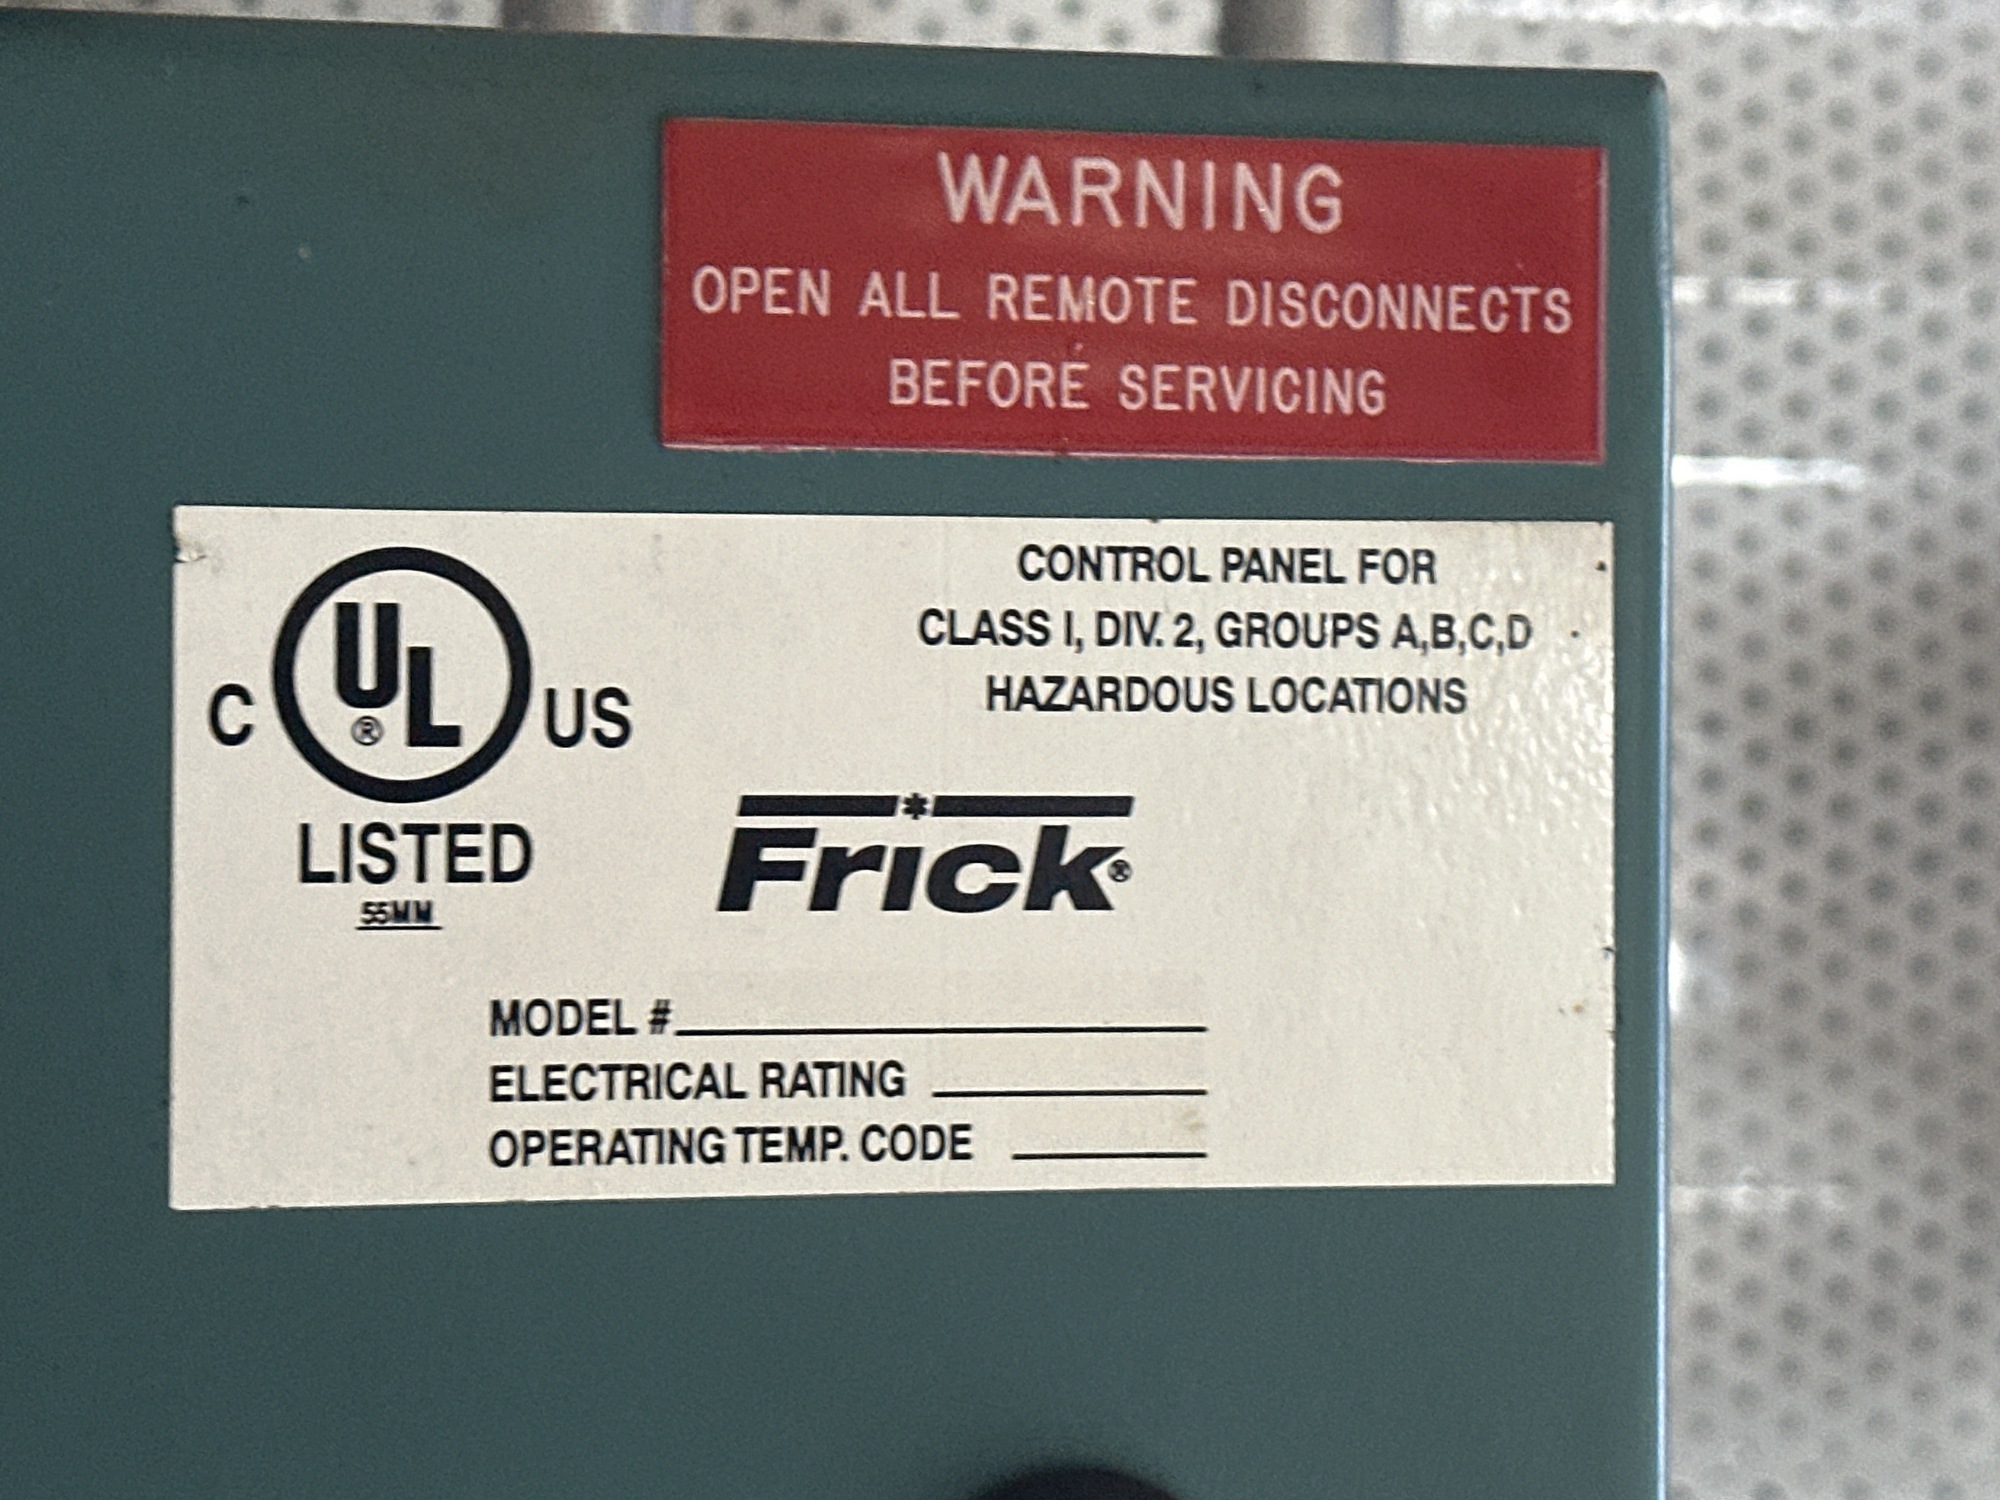 WARNING
OPEN ALL REMOTE DISCONNECTS
BEFORE SERVICING
CONTROL PANEL FOR
CLASS I, DIV. 2, GROUPS A,B,C,D
HAZARDOUS LOCATIONS
C UL® US
LISTED
55MM
Frick®
MODEL #
ELECTRICAL RATING
OPERATING TEMP. CODE